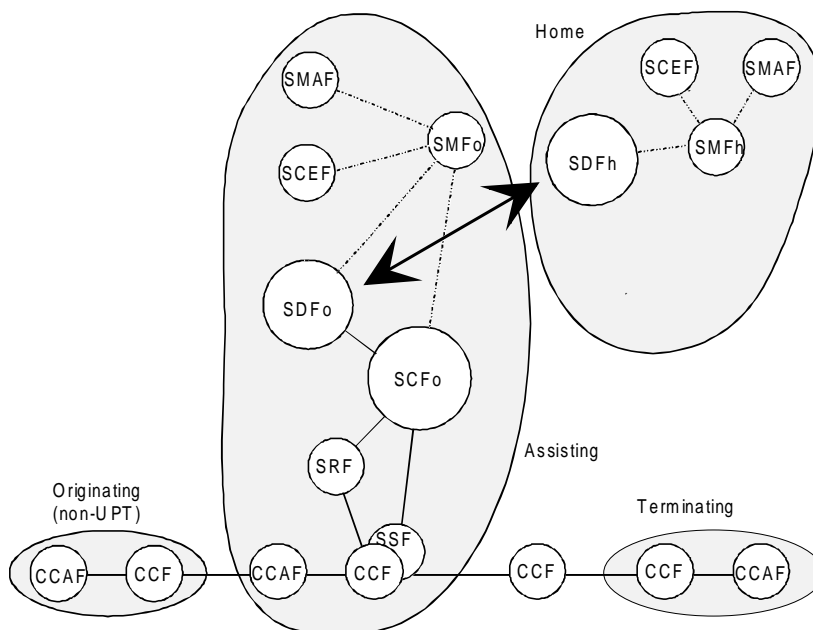 Home
SMAF
SCEF
SMAF
SMFo
SMFh
SDFh
SCEF
SDFo
SCFo
Assisting
SRF
Originating
(non-UPT)
Terminating
SSF
CCAF
CCF
CCAF
CCF
CCF
CCF
CCAF